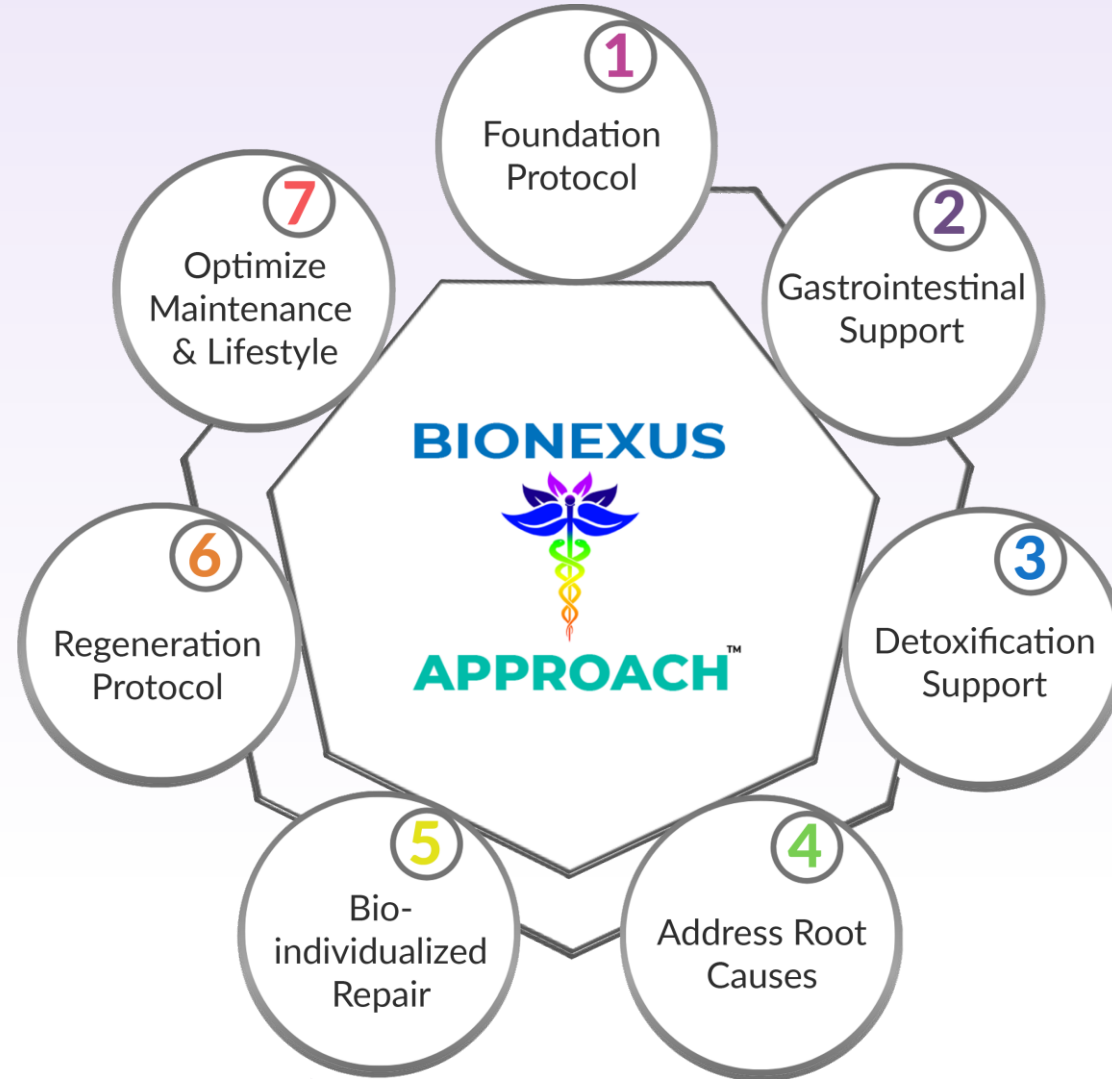 1
Foundation
Protocol
2
Gastrointestinal
Support
3
Detoxification
Support
4
Address Root
Causes
5
Bio-
individualized
Repair
6
Regeneration
Protocol
7
Optimize
Maintenance
& Lifestyle
BIONEXUS
APPROACH™